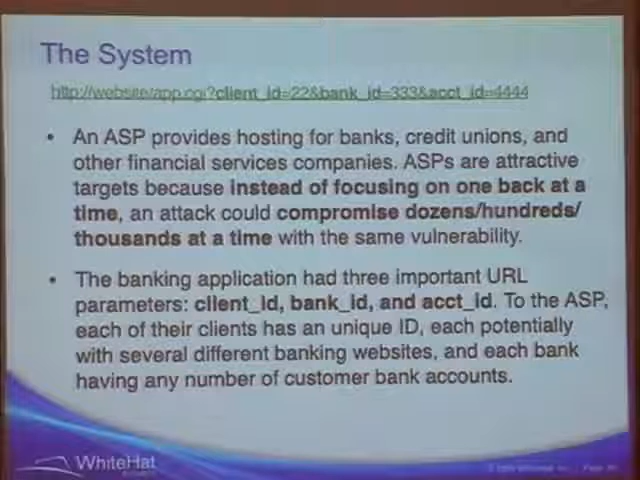 The System
http://website/app.cgi?client_id=22&bank_id=333&acct_id=4444
• An ASP provides hosting for banks, credit unions, and
other financial services companies. ASPs are attractive
targets because instead of focusing on one back at a
time, an attack could compromise dozens/hundreds/
thousands at a time with the same vulnerability.
• The banking application had three important URL
parameters: client_id, bank_id, and acct_id. To the ASP,
each of their clients has an unique ID, each potentially
with several different banking websites, and each bank
having any number of customer bank accounts.
WhiteHat